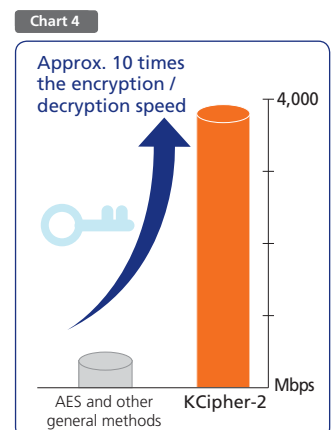 Chart 4
Approx. 10 times
the encryption /
decryption speed
4,000
Mbps
AES and other
general methods
KCipher-2